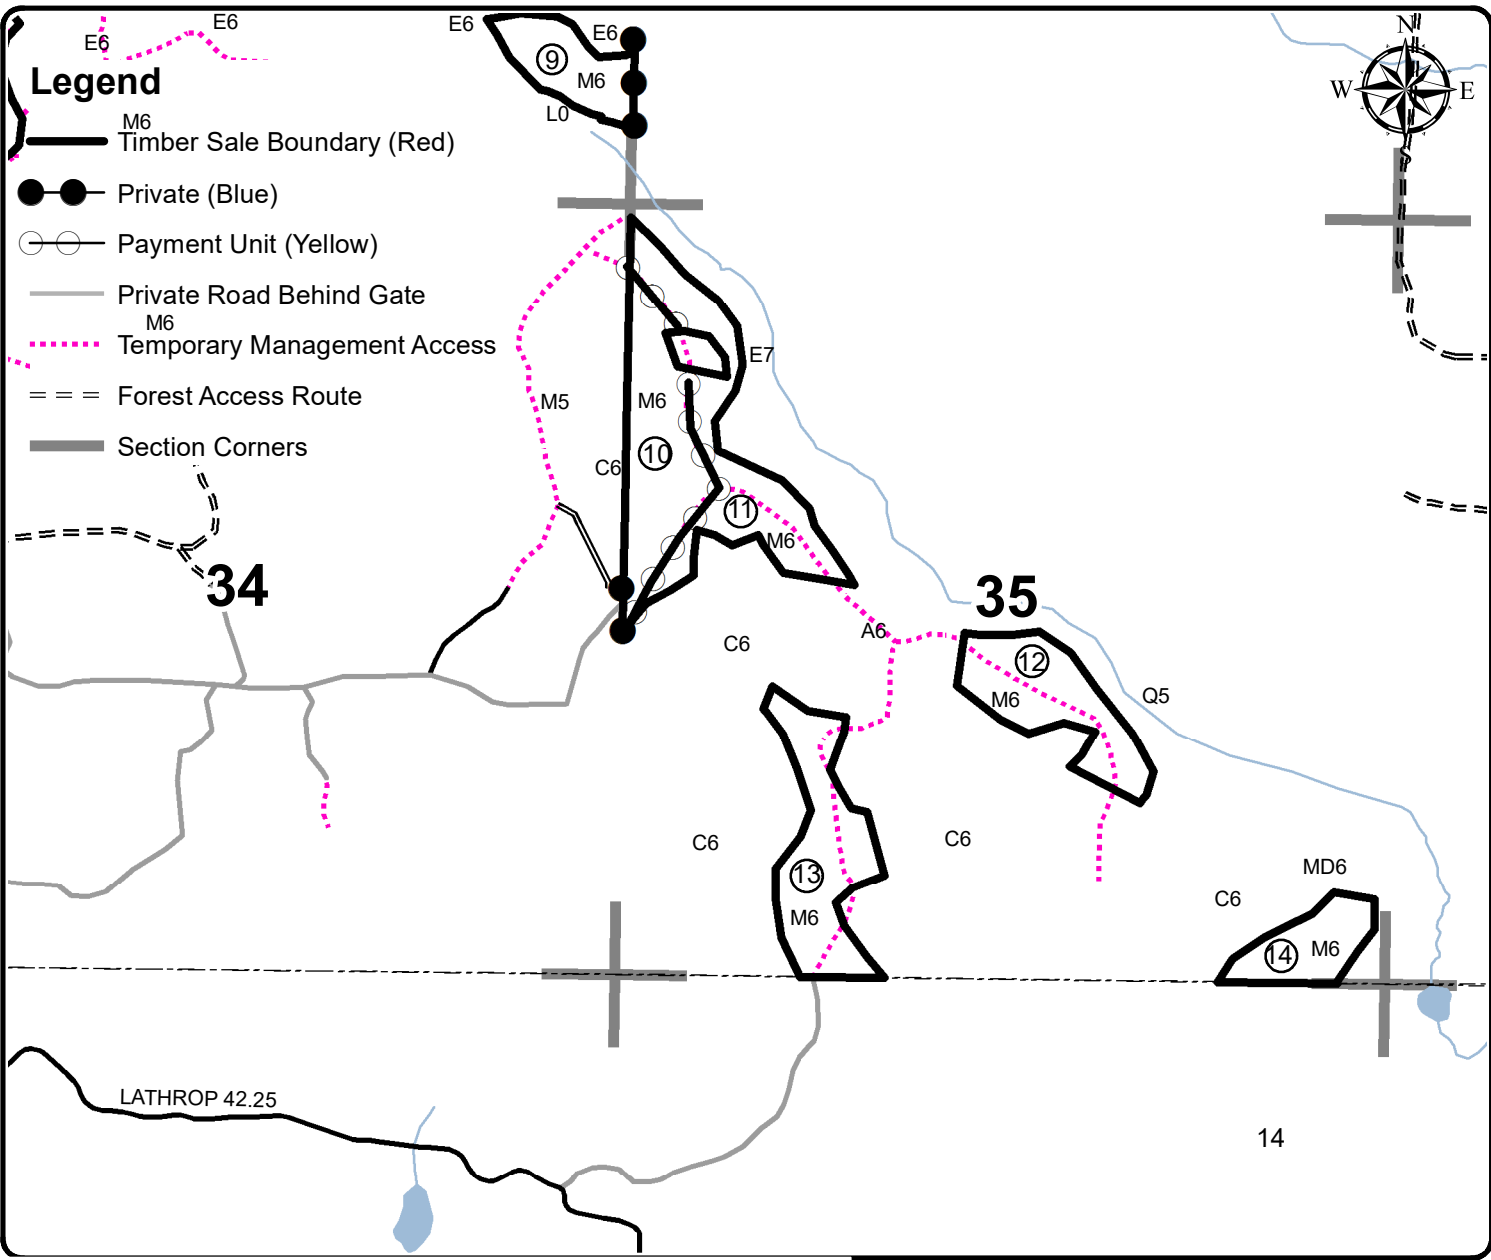 E6
E6
E6
E6
9
M6
L0
N
W
E
S
Legend
M6
Timber Sale Boundary (Red)
Private (Blue)
Payment Unit (Yellow)
Private Road Behind Gate
M6
Temporary Management Access
Forest Access Route
Section Corners
E7
M5
M6
10
C6
11
M6
34
35
A6
C6
12
M6
Q5
C6
C6
13
M6
MD6
C6
14
M6
LATHROP 42.25
14